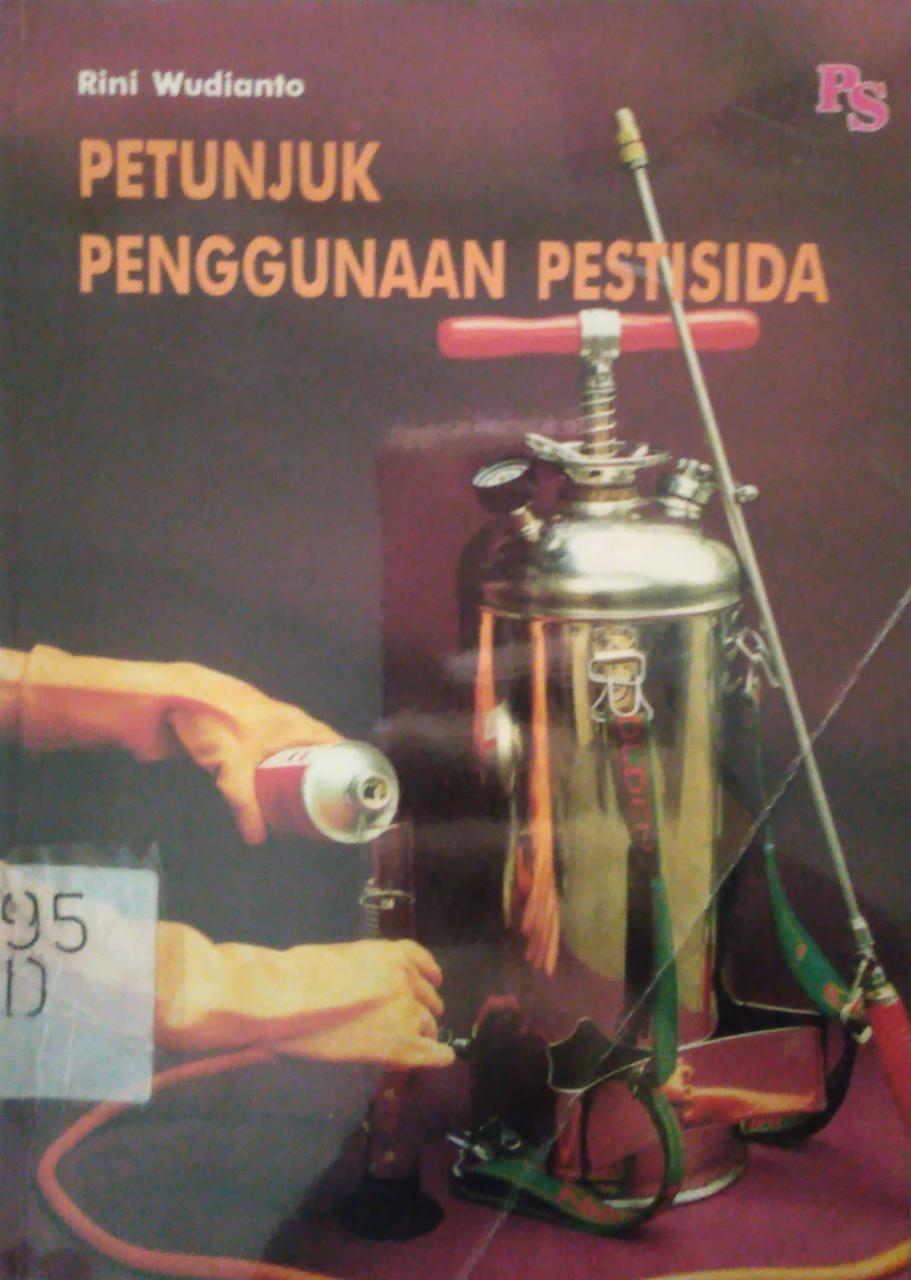 Rini Wudianto
PS
PETUNJUK
PENGGUNAAN PESTISIDA
95
D